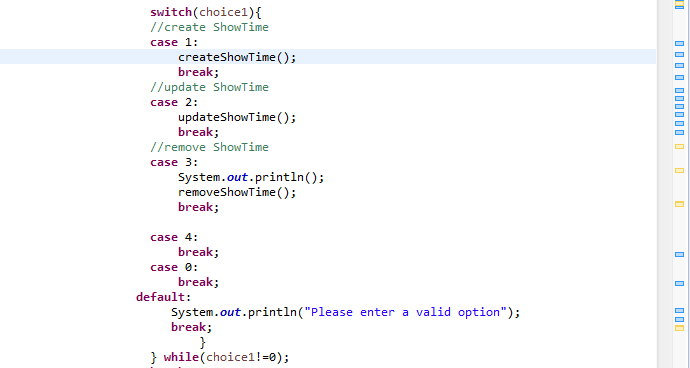 switch(choice1){
//create ShowTime
case 1:
createShowTime();
break;
//update ShowTime
case 2:
updateShowTime();
break;
//remove ShowTime
case 3:
System.out.println();
removeShowTime();
break;
case 4:
break;
case 0:
break;
default:
System.out.println("Please enter a valid option");
break;
}
} while(choice1!=0);